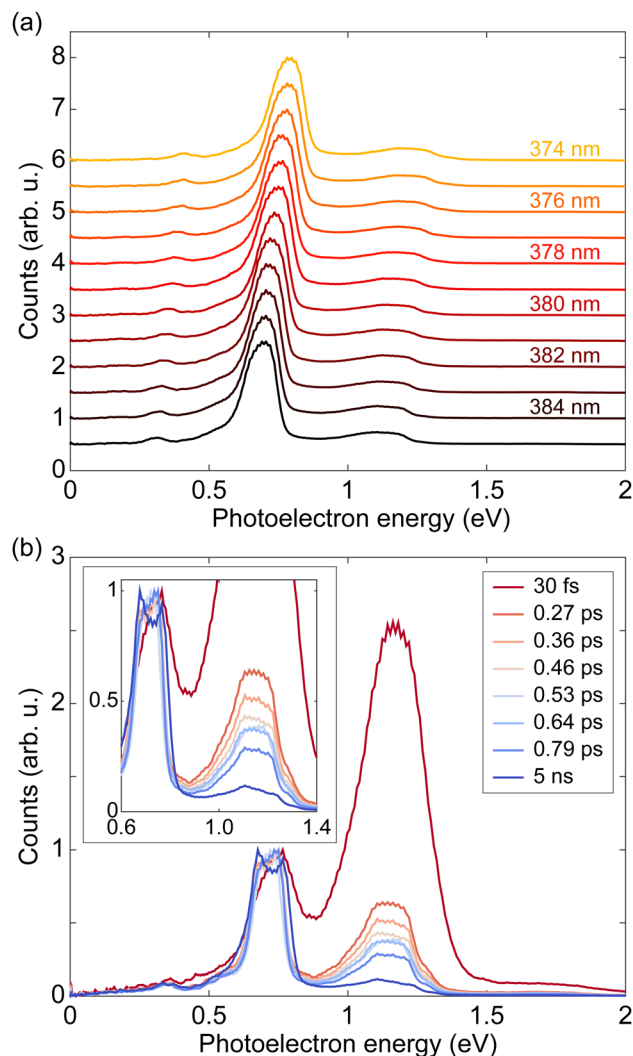 (a)
8
7
6
5
4
3
2
1
0
374 nm
376 nm
378 nm
380 nm
382 nm
384 nm
Counts (arb. u.)
0 0.5 1 1.5 2
Photoelectron energy (eV)
(b)
3
2
1
0
Counts (arb. u.)
1
0.5
0
0.6 1.0 1.4
30 fs
0.27 ps
0.36 ps
0.46 ps
0.53 ps
0.64 ps
0.79 ps
5 ns
0 0.5 1 1.5 2
Photoelectron energy (eV)